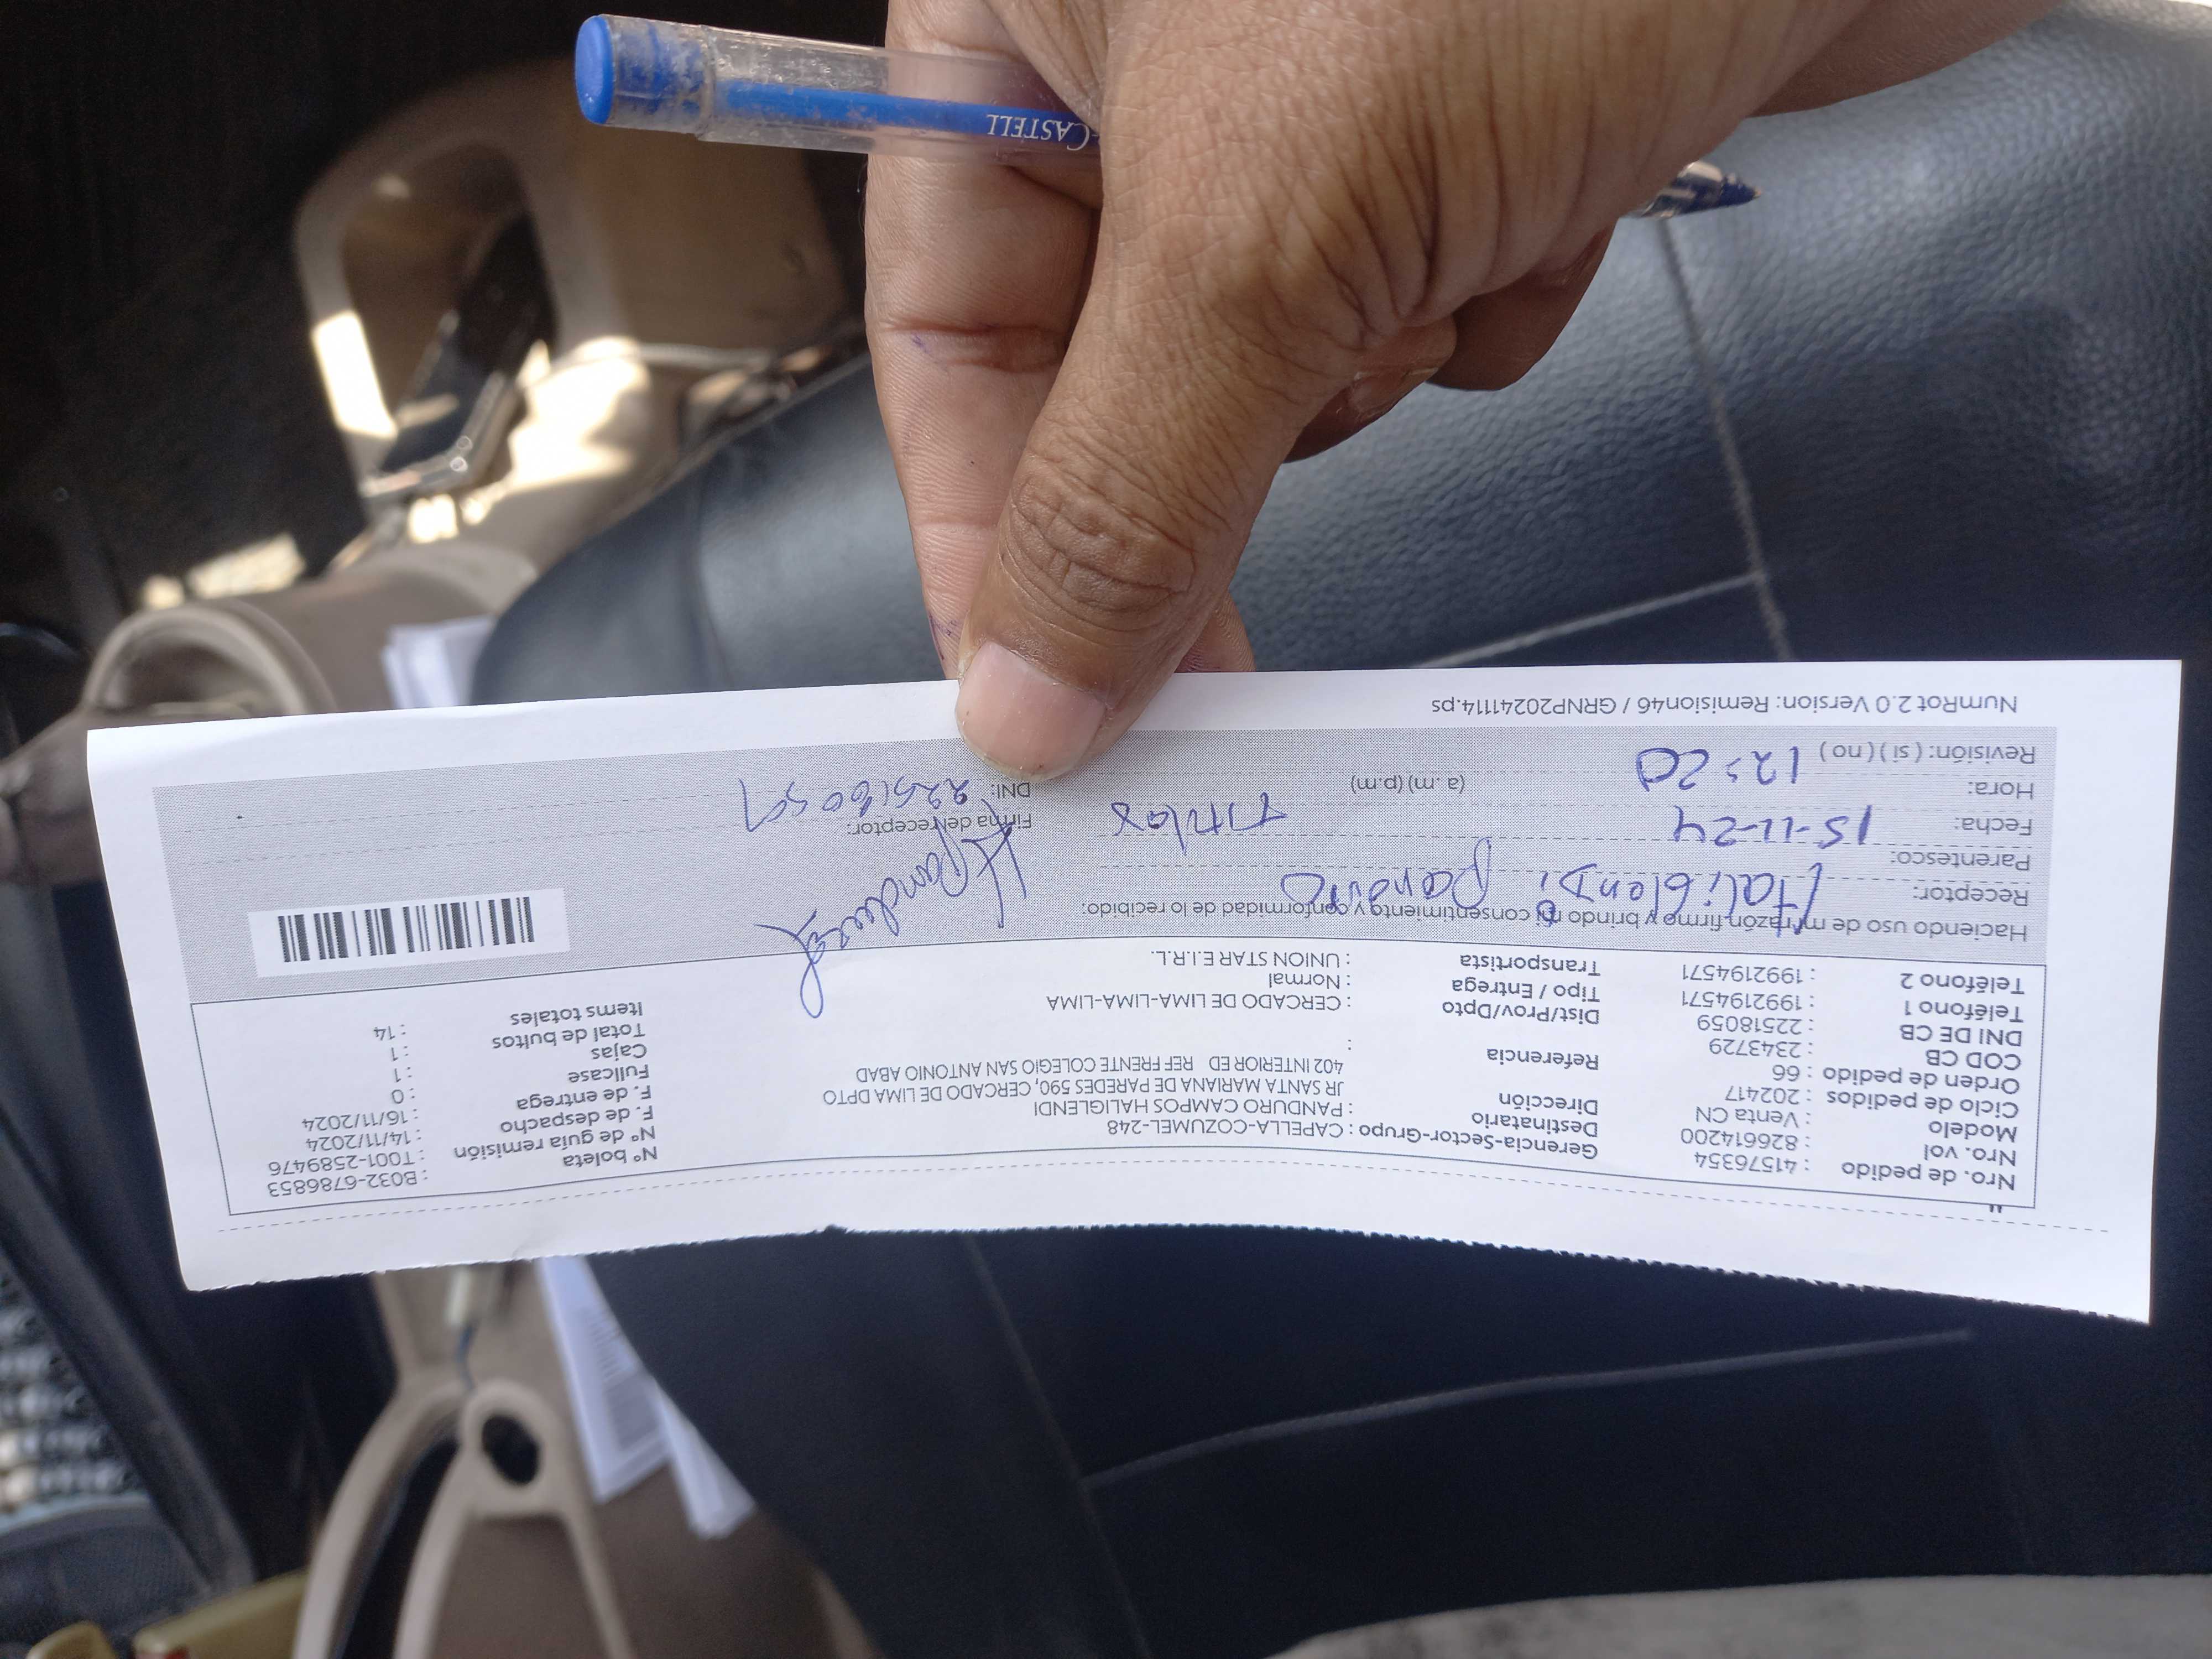 Nro. de pedido : 41576354
Nro. vol : 826614200
Modelo : Venta CN
Ciclo de pedidos : 202417
Orden de pedido : 66
COD CB : 2343729
DNI DE CB : 22518059
Teléfono 1 : 1992194571
Teléfono 2 : 1992194571
Gerencia-Sector-Grupo : CAPELLA-COZUMEL-248
Destinatario : PANDURO CAMPOS HALIGLENDI
Dirección : JR SANTA MARIANA DE PAREDES 590, CERCADO DE LIMA DPTO
402 INTERIOR ED REF FRENTE COLEGIO SAN ANTONIO ABAD
Referencia :
Dist/Prov/Dpto : CERCADO DE LIMA-LIMA-LIMA
Tipo / Entrega : Normal
Transportista : UNION STAR E.I.R.L.
N° boleta : B032-6786853
N° de guía remisión : T001-2589476
F. de despacho : 14/11/2024
F. de entrega : 16/11/2024
Fullcase : 0
Cajas : 1
Total de bultos : 1
Items totales : 14
Haciendo uso de mi razón firmo y brindo mi consentimiento y conformidad de lo recibido:
Receptor: Panduro
Parentesco:
Fecha: 15-11-24
Hora: 12:20 (a. m) (p.m)
Revisión: ( si ) ( no )
Firma del receptor:
DNI:
NumRot 2.0 Version: Remision46 / GRNP20241114.ps
CASTELL